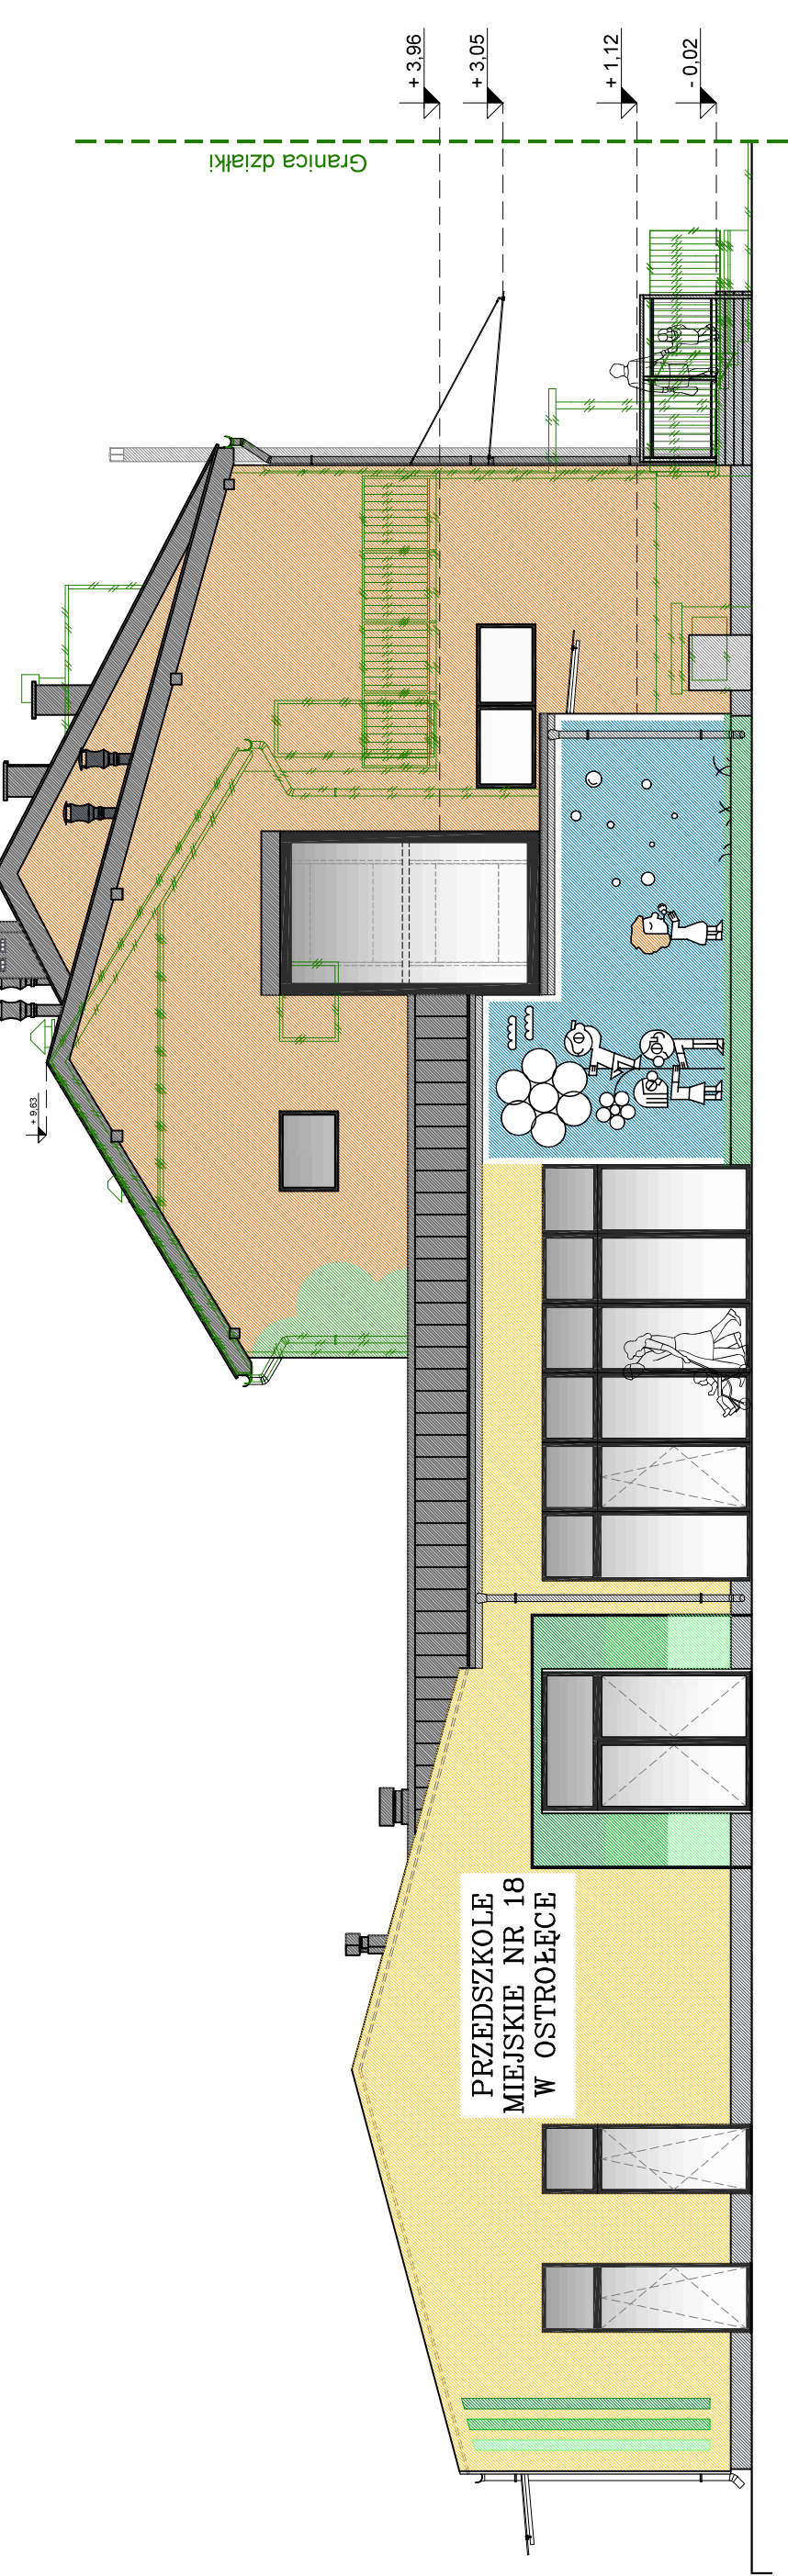 + 3,96
+ 3,05
+ 1,12
- 0,02
Granica działki
+ 9,63
PRZEDSZKOLE
MIEJSKIE NR 18
W OSTROŁĘCE